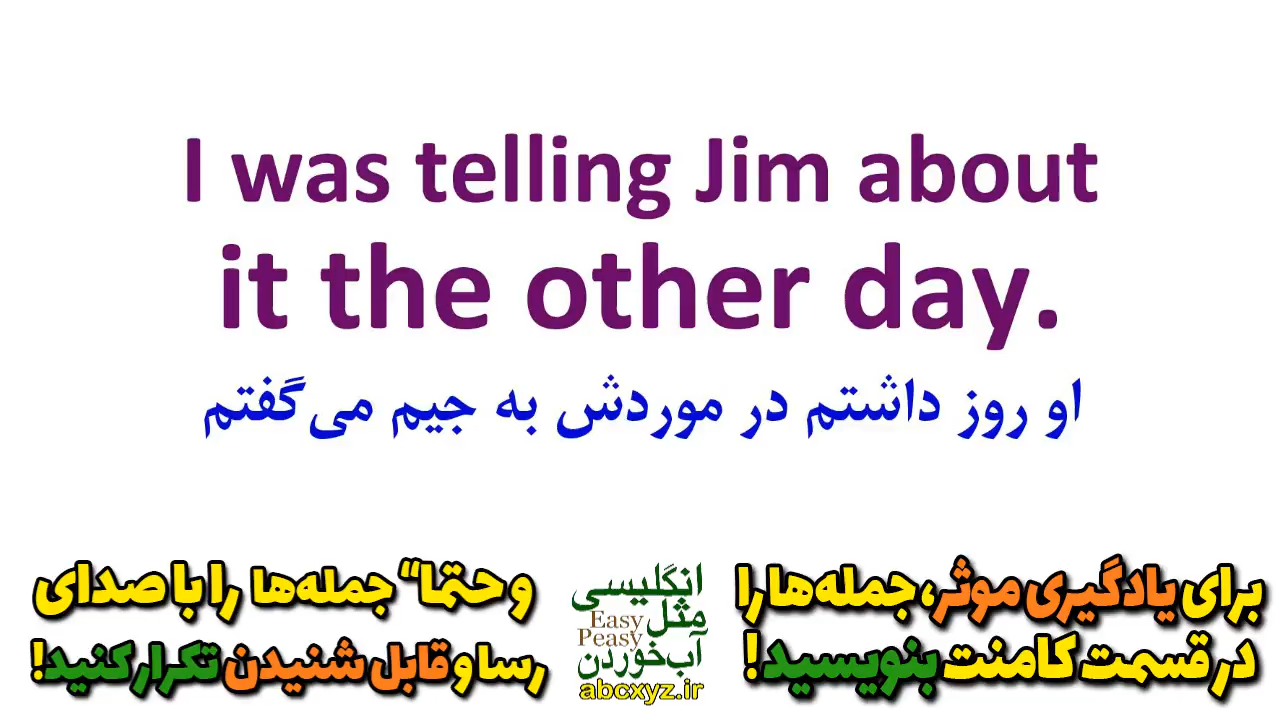 I was telling Jim about
it the other day.
او روز داشتم در موردش به جیم می‌گفتم
برای یادگیری موثر، جمله‌ها را
در قسمت کامنت بنویسید!
انگلیسی
مثل
Easy
Peasy
آب خوردن
abcxyz.ir
و حتما“ جمله‌ها را با صدای
رسا و قابل شنیدن تکرار کنید!